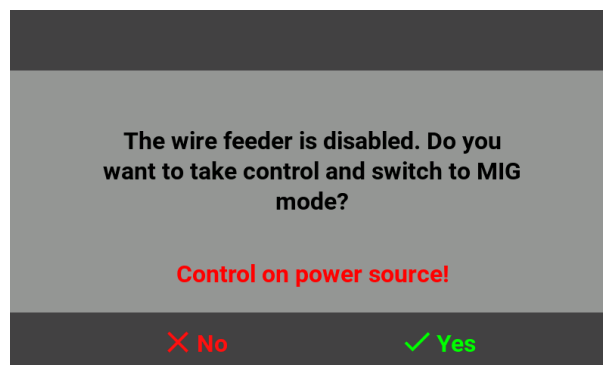 The wire feeder is disabled. Do you
want to take control and switch to MIG
mode?
Control on power source!
No
Yes